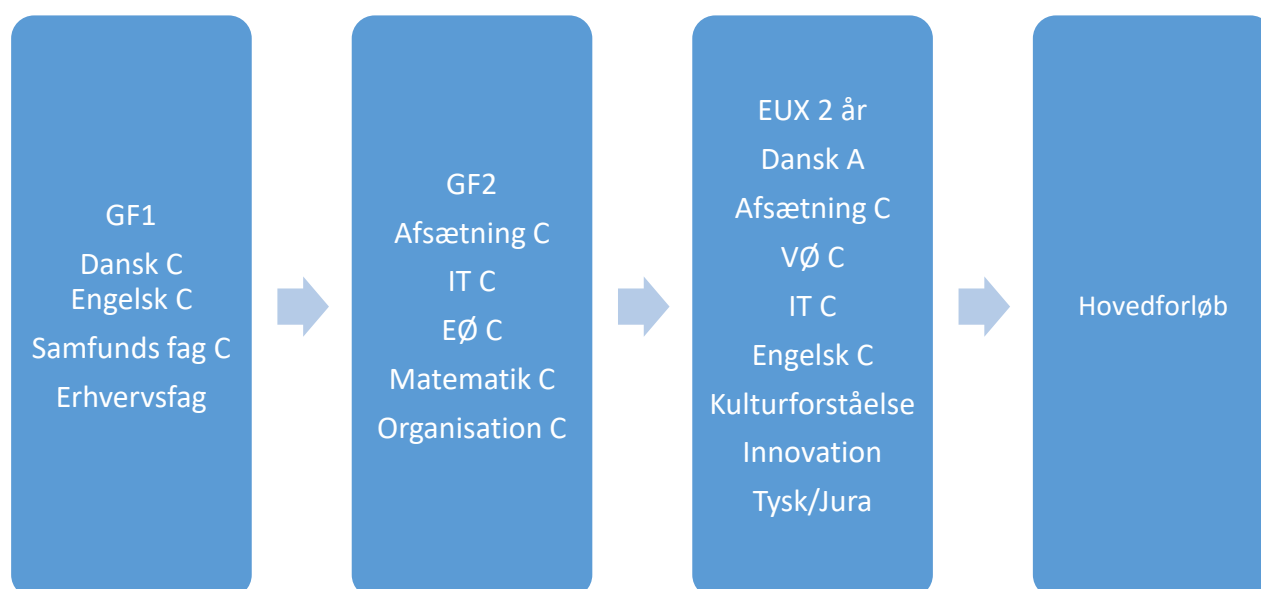 GF1
Dansk C
Engelsk C
Samfunds fag C
Erhvervsfag
GF2
Afsætning C
IT C
EØ C
Matematik C
Organisation C
EUX 2 år
Dansk A
Afsætning C
VØ C
IT C
Engelsk C
Kulturforståelse
Innovation
Tysk/Jura
Hovedforløb